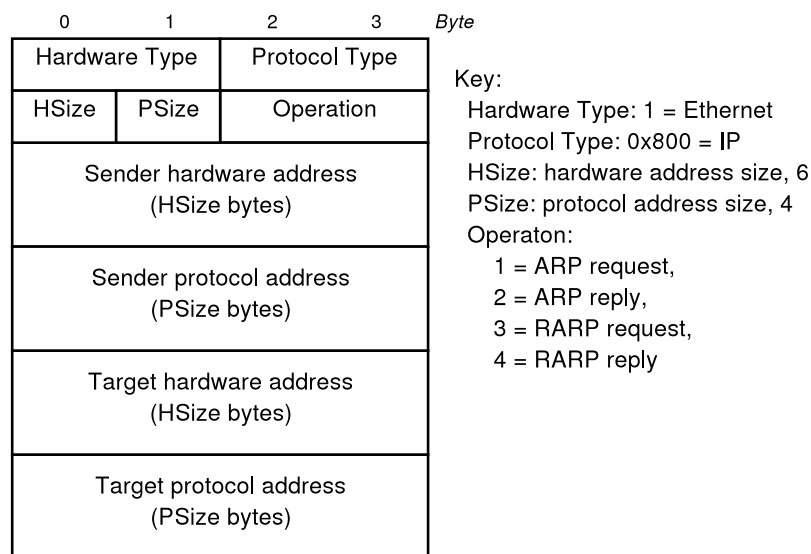 0 1 2 3 Byte
Hardware Type Protocol Type
HSize PSize Operation
Sender hardware address
(HSize bytes)
Sender protocol address
(PSize bytes)
Target hardware address
(HSize bytes)
Target protocol address
(PSize bytes)
Key:
Hardware Type: 1 = Ethernet
Protocol Type: 0x800 = IP
HSize: hardware address size, 6
PSize: protocol address size, 4
Operaton:
1 = ARP request,
2 = ARP reply,
3 = RARP request,
4 = RARP reply